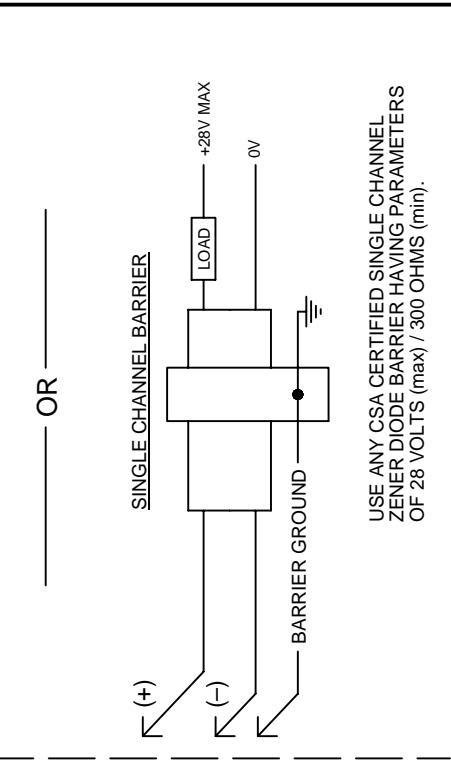 OR
SINGLE CHANNEL BARRIER
(+)
LOAD
+28V MAX
(–)
0V
BARRIER GROUND
USE ANY CSA CERTIFIED SINGLE CHANNEL
ZENER DIODE BARRIER HAVING PARAMETERS
OF 28 VOLTS (max) / 300 OHMS (min).